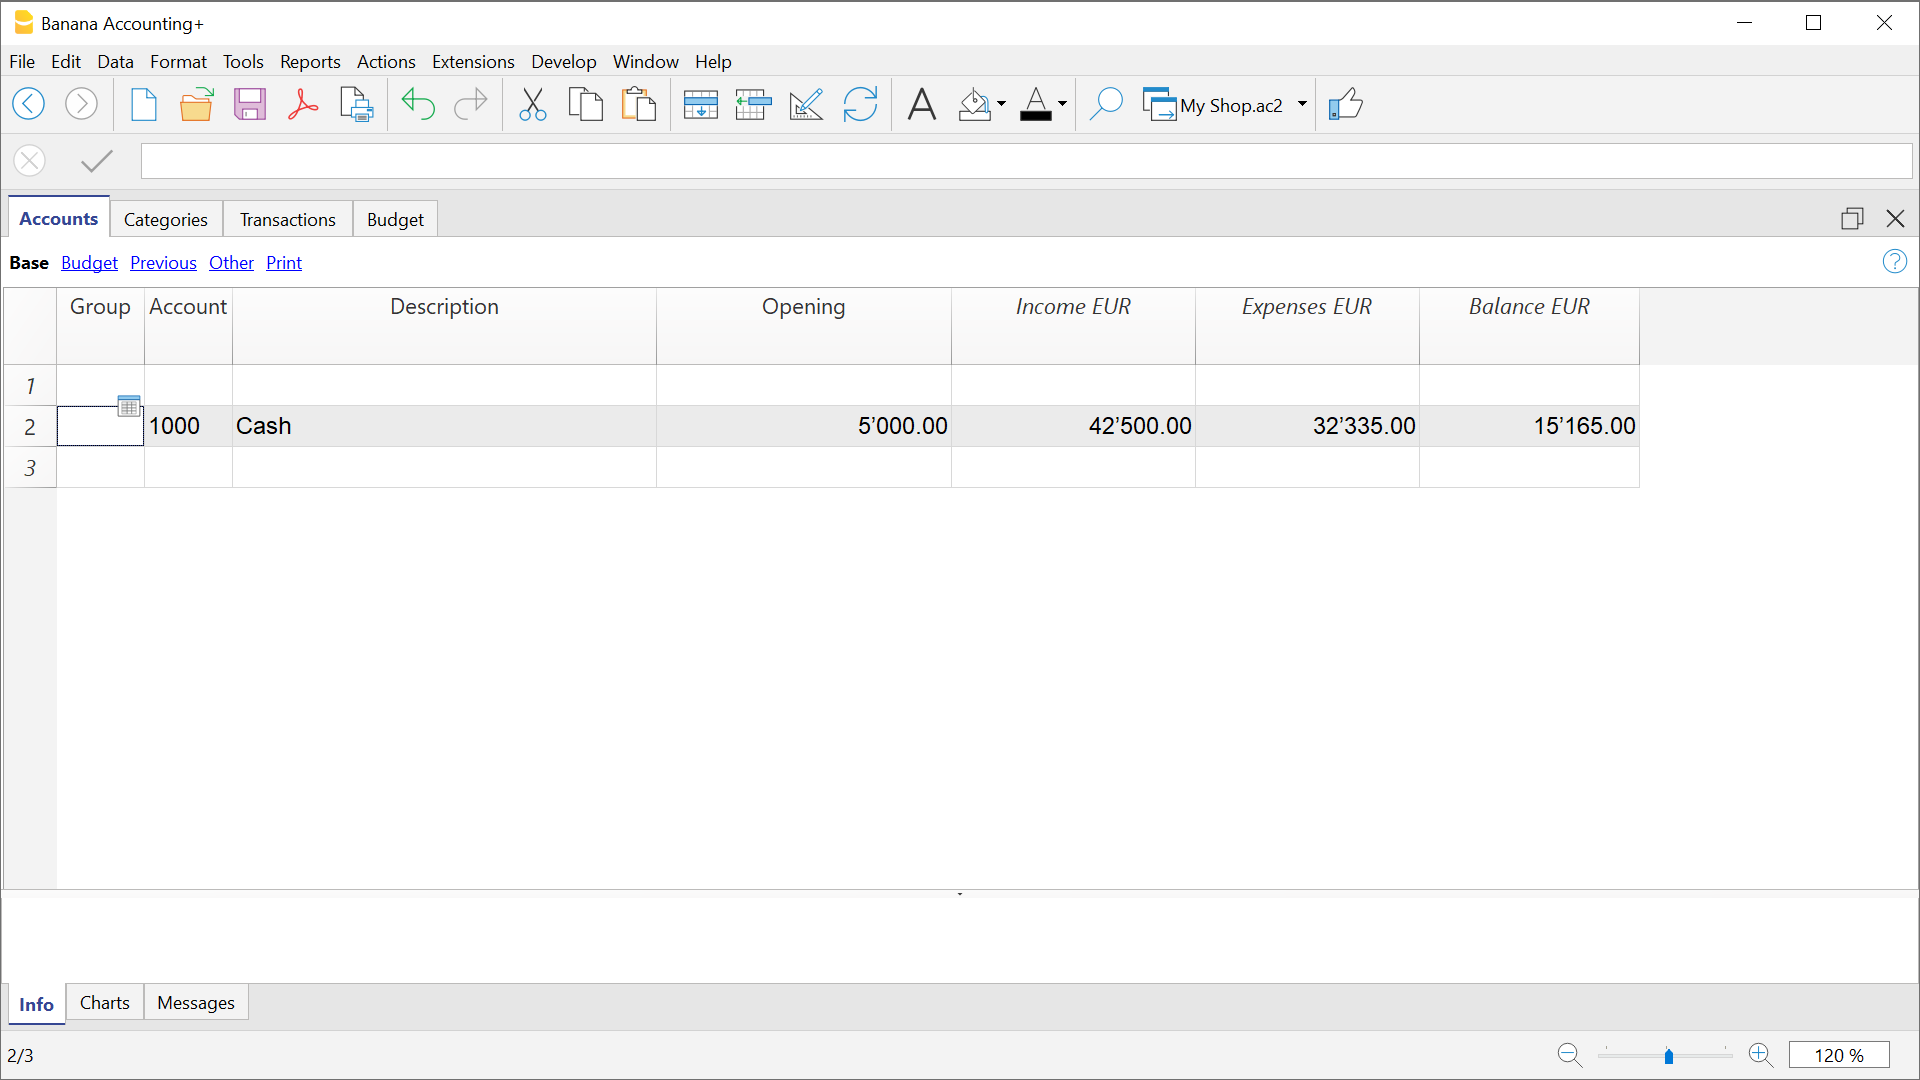 Banana Accounting+
File Edit Data Format Tools Reports Actions Extensions Develop Window Help
My Shop.ac2
Accounts Categories Transactions Budget
Base Budget Previous Other Print
Group Account Description Opening Income EUR Expenses EUR Balance EUR
1
2 1000 Cash 5’000.00 42’500.00 32’335.00 15’165.00
3
Info Charts Messages
2/3 120 %